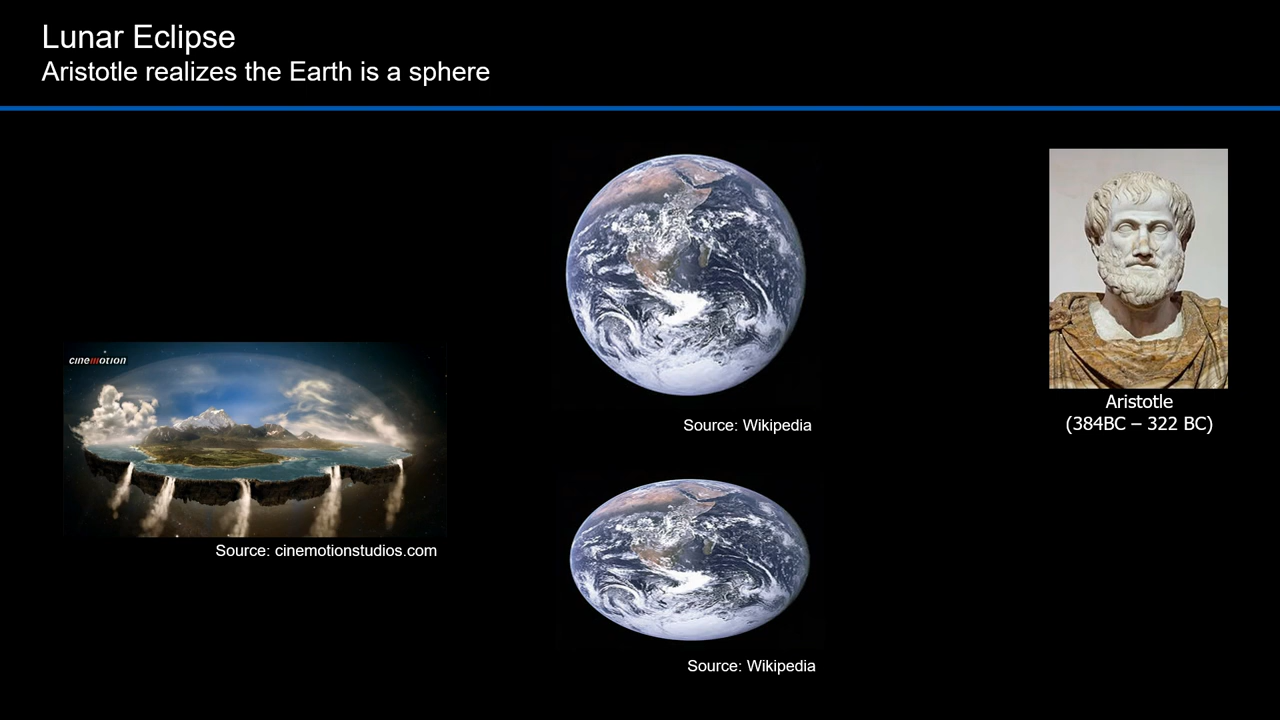 Lunar Eclipse
Aristotle realizes the Earth is a sphere
cinemotion
Source: cinemotionstudios.com
Source: Wikipedia
Source: Wikipedia
Aristotle
(384BC – 322 BC)